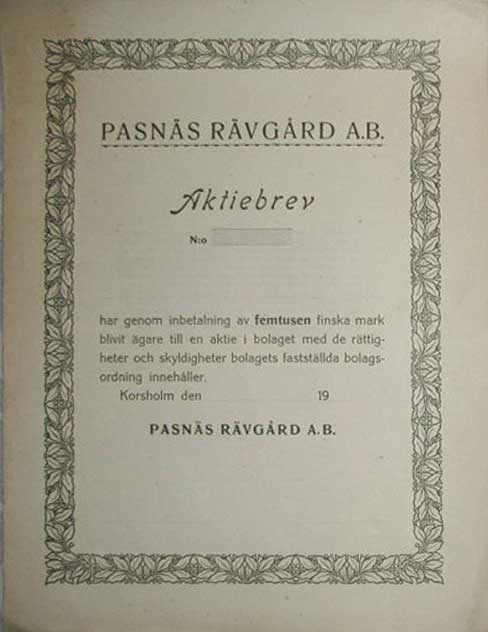 PASNÄS RÄVGÅRD A.B.
Aktiebrev
N:o
har genom inbetalning av femtusen finska mark
blivit ägare till en aktie i bolaget med de rättig-
heter och skyldigheter bolagets fastställda bolags-
ordning innehåller.
Korsholm den 19
PASNÄS RÄVGÅRD A.B.